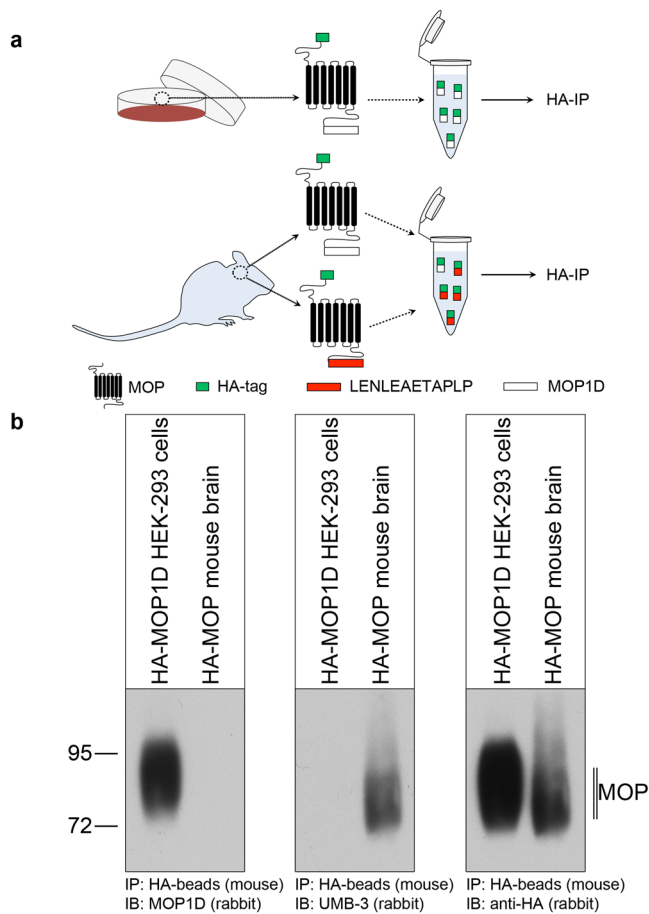 a
HA-IP
HA-IP
MOP
HA-tag
LENLEAETAPLP
MOP1D
b
HA-MOP1D HEK-293 cells
HA-MOP mouse brain
HA-MOP1D HEK-293 cells
HA-MOP mouse brain
HA-MOP1D HEK-293 cells
HA-MOP mouse brain
95
72
MOP
IP: HA-beads (mouse)
IB: MOP1D (rabbit)
IP: HA-beads (mouse)
IB: UMB-3 (rabbit)
IP: HA-beads (mouse)
IB: anti-HA (rabbit)